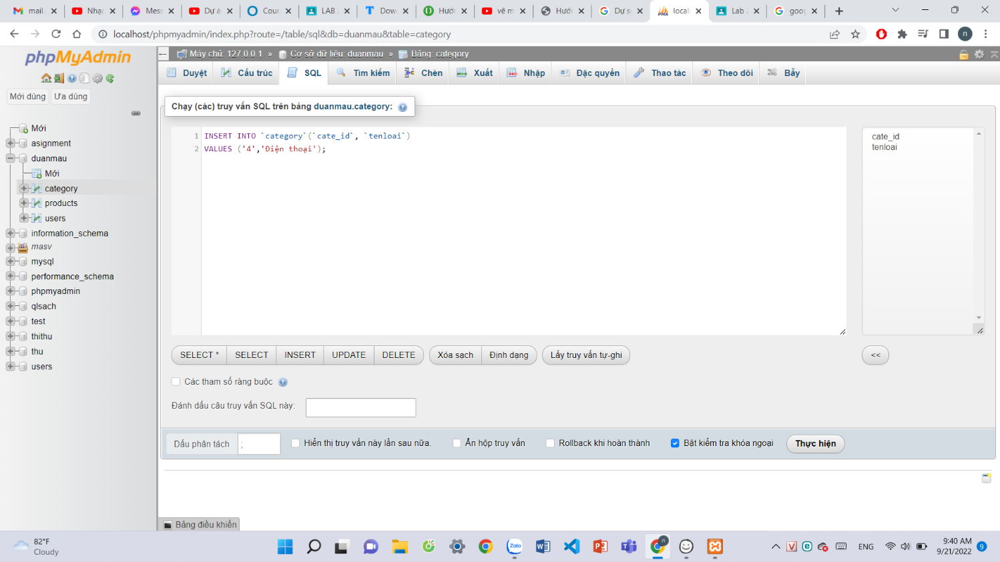 mail.
Nhạc
Mess
Dự á
Cour
LAB
Dow
Hướ
vẽ m
Hướ
Dự s
local
Lab
goog
localhost/phpmyadmin/index.php?route=/table/sql&db=duanmau&table=category
n
phpMyAdmin
Mới dùng
Ưa dùng
Mới
asignment
duanmau
Mới
category
products
users
information_schema
masv
mysql
performance_schema
phpmyadmin
qlsach
test
thithu
thu
users
Máy chủ: 127.0.0.1 » Cơ sở dữ liệu: duanmau » Bảng: category
Duyệt
Cấu trúc
SQL
Tìm kiếm
Chèn
Xuất
Nhập
Đặc quyền
Thao tác
Theo dõi
Bẫy
Chạy (các) truy vấn SQL trên bảng duanmau.category:
1 INSERT INTO `category`(`cate_id`, `tenloai`)
2 VALUES ('4','Điện thoại');
cate_id
tenloai
SELECT *
SELECT
INSERT
UPDATE
DELETE
Xóa sạch
Định dạng
Lấy truy vấn tự-ghi
<<
Các tham số ràng buộc
Đánh dấu câu truy vấn SQL này:
Dấu phân tách
;
Hiển thị truy vấn này lần sau nữa.
Ẩn hộp truy vấn
Rollback khi hoàn thành
Bật kiểm tra khóa ngoại
Thực hiện
Bảng điều khiển
82°F
Cloudy
Zalo
n
ENG
9:40 AM
9/21/2022
9